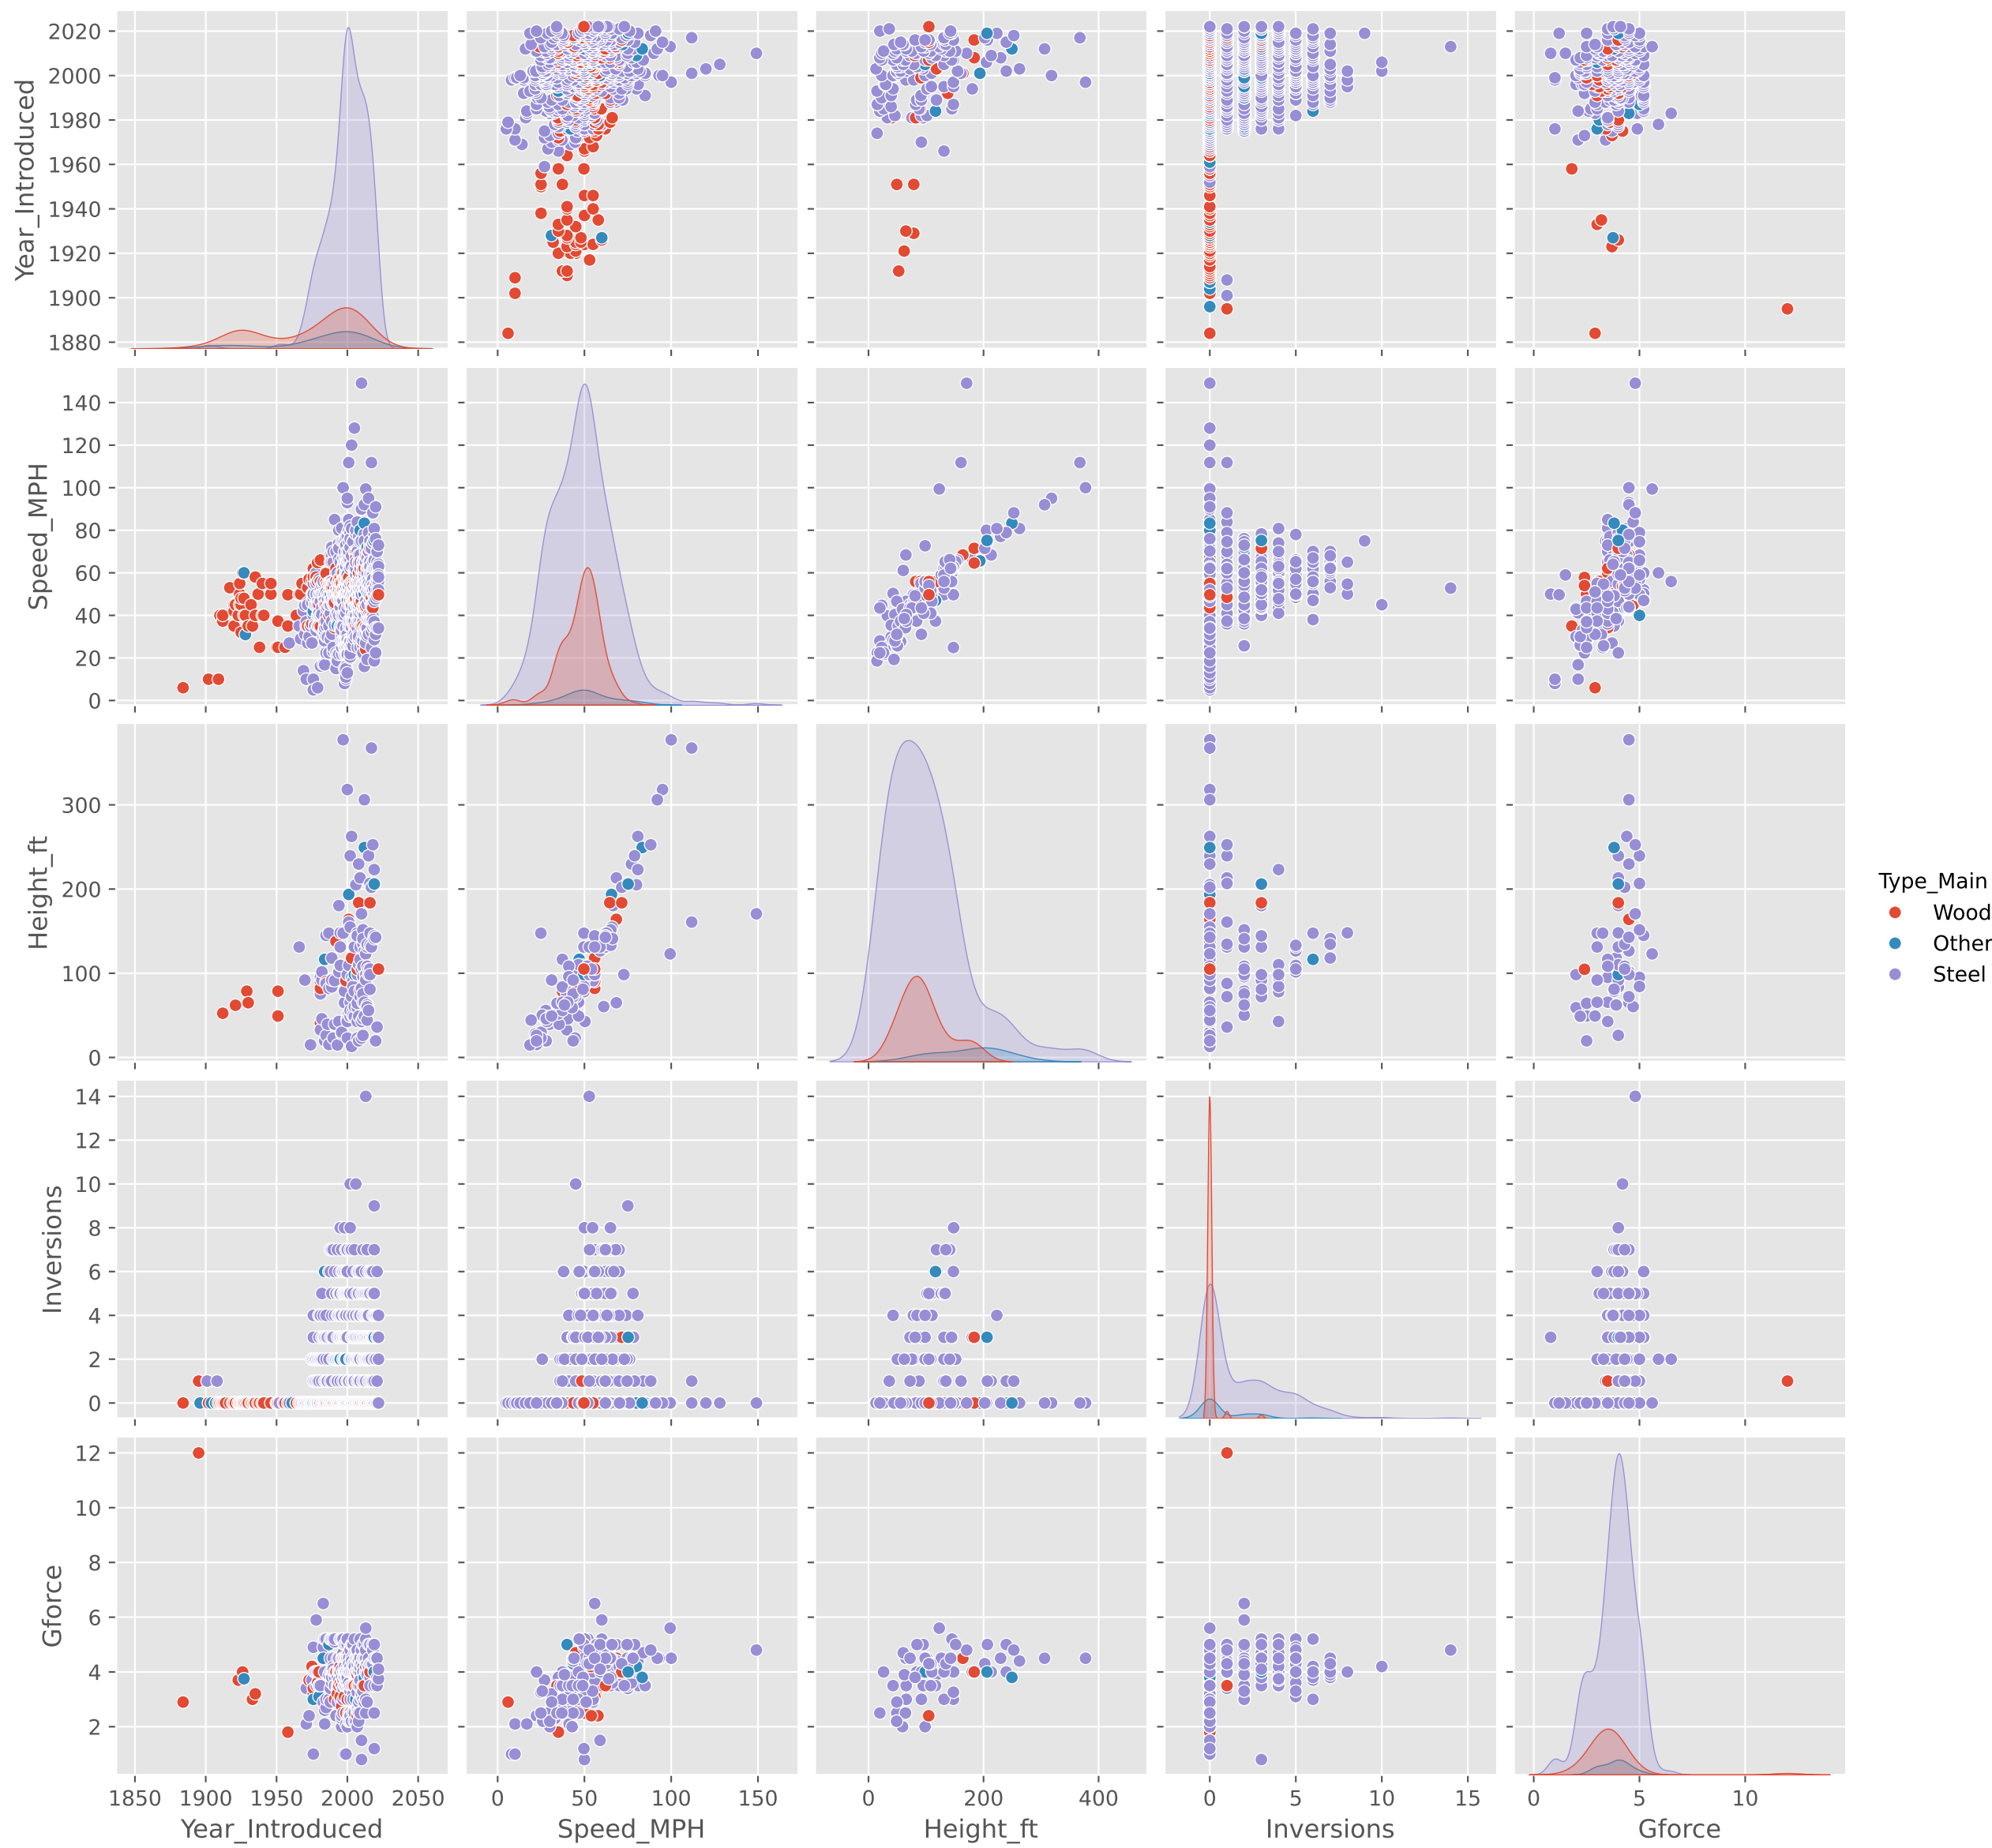 2020
2000
1980
1960
1940
1920
1900
1880
Year_Introduced
140
120
100
80
60
40
20
0
Speed_MPH
300
200
100
0
Height_ft
14
12
10
8
6
4
2
0
Inversions
12
10
8
6
4
2
Gforce
1850 1900 1950 2000 2050
0 50 100 150
0 200 400
0 5 10 15
0 5 10
Year_Introduced
Speed_MPH
Height_ft
Inversions
Gforce
Type_Main
Wood
Other
Steel